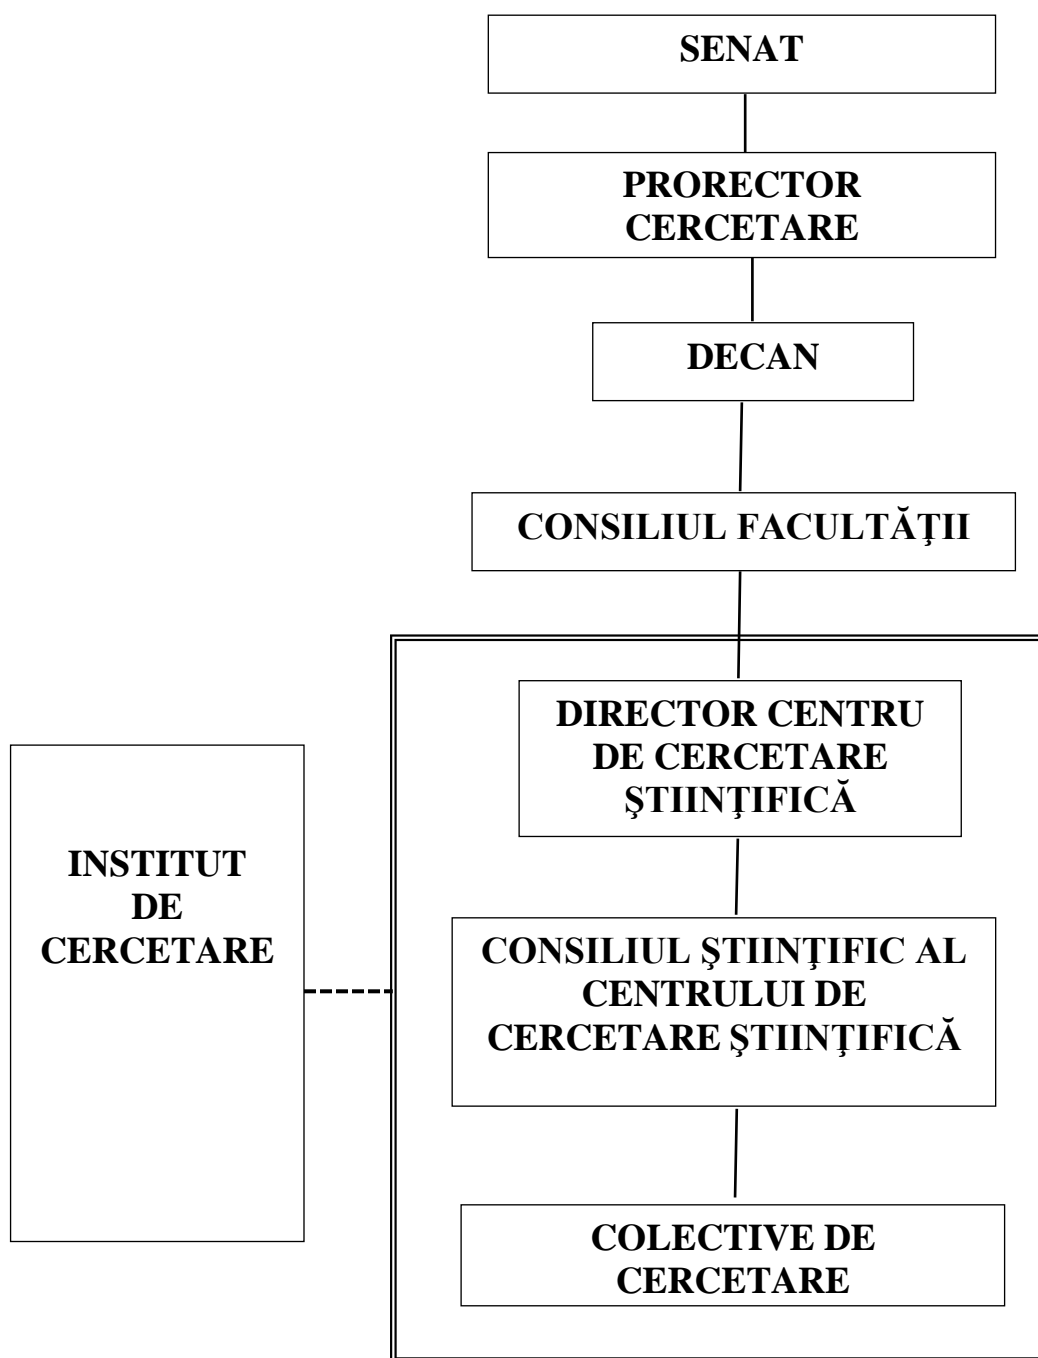 SENAT
PRORECTOR
CERCETARE
DECAN
CONSILIUL FACULTĂŢII
DIRECTOR CENTRU
DE CERCETARE
ŞTIINŢIFICĂ
INSTITUT
DE
CERCETARE
CONSILIUL ŞTIINŢIFIC AL
CENTRULUI DE
CERCETARE ŞTIINŢIFICĂ
COLECTIVE DE
CERCETARE